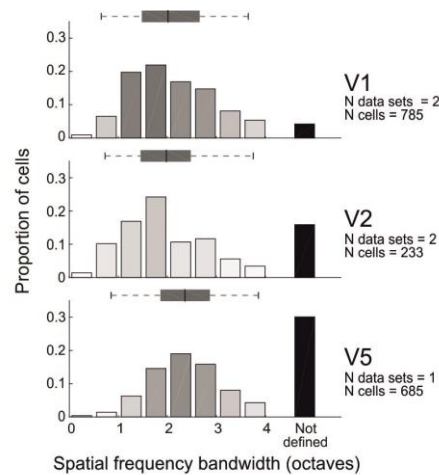 0.3
0.2
0.1
0
V1
N data sets = 2
N cells = 785
Proportion of cells
0.3
0.2
0.1
0
V2
N data sets = 2
N cells = 233
0.3
0.2
0.1
0
V5
N data sets = 1
N cells = 685
0 1 2 3 4 Not
defined
Spatial frequency bandwidth (octaves)